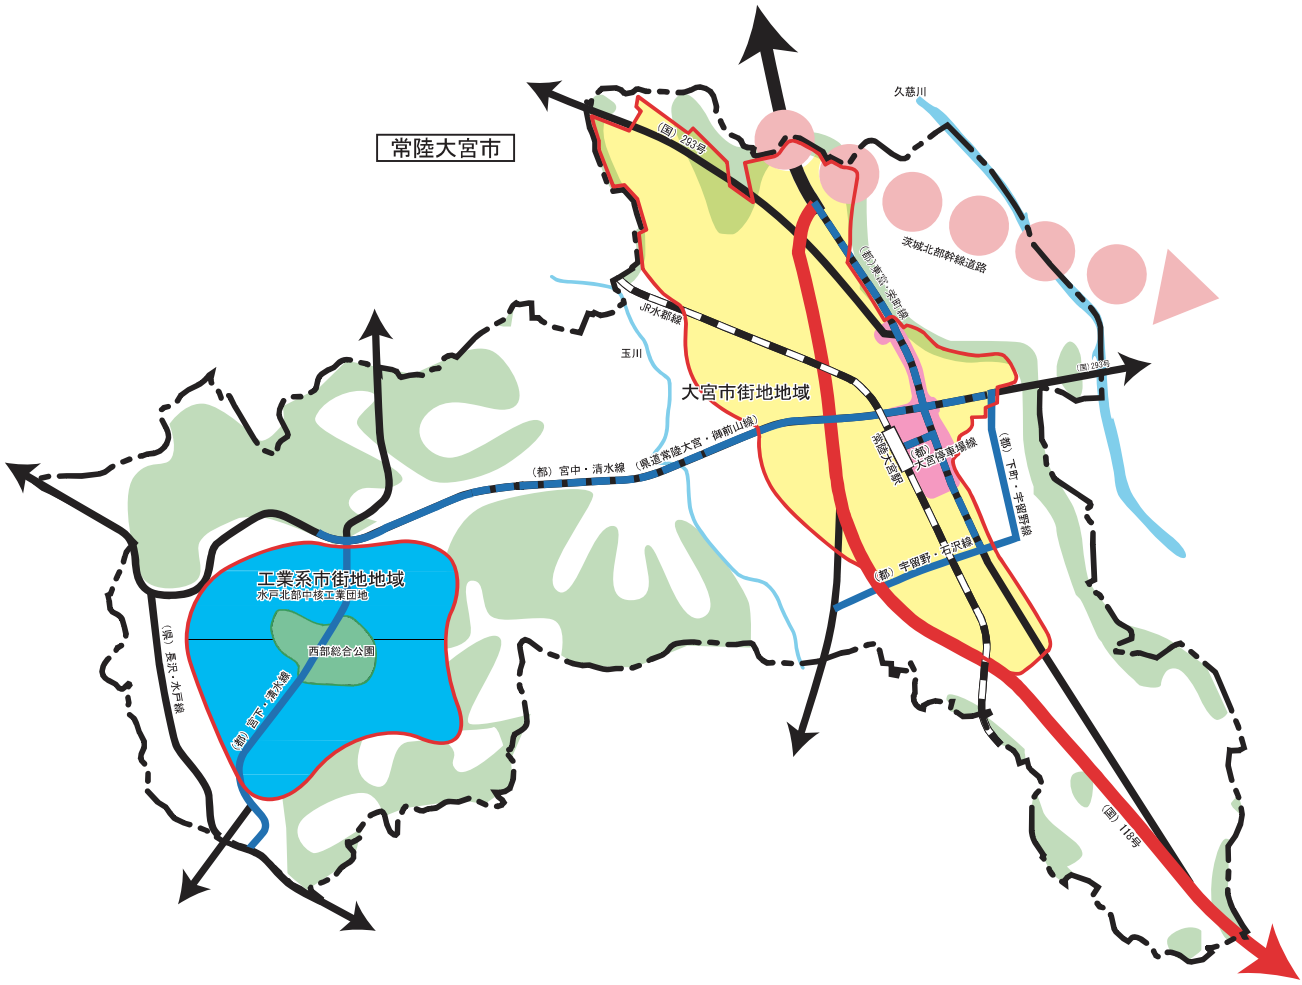 久慈川
常陸大宮市
（国）293号
茨城北部幹線道路
（都）東富・栄町線
JR水郡線
玉川
（国）293号
大宮市街地地域
（県道常陸大宮・御前山線）
（都）宮中・清水線
常陸大宮駅
（都）
大宮停車場線
（都）下町・宇留野線
（都）宇留野・石沢線
工業系市街地地域
水戸北部中核工業団地
西部総合公園
（県）長沢・水戸線
（都）宮下・清水線
（国）118号